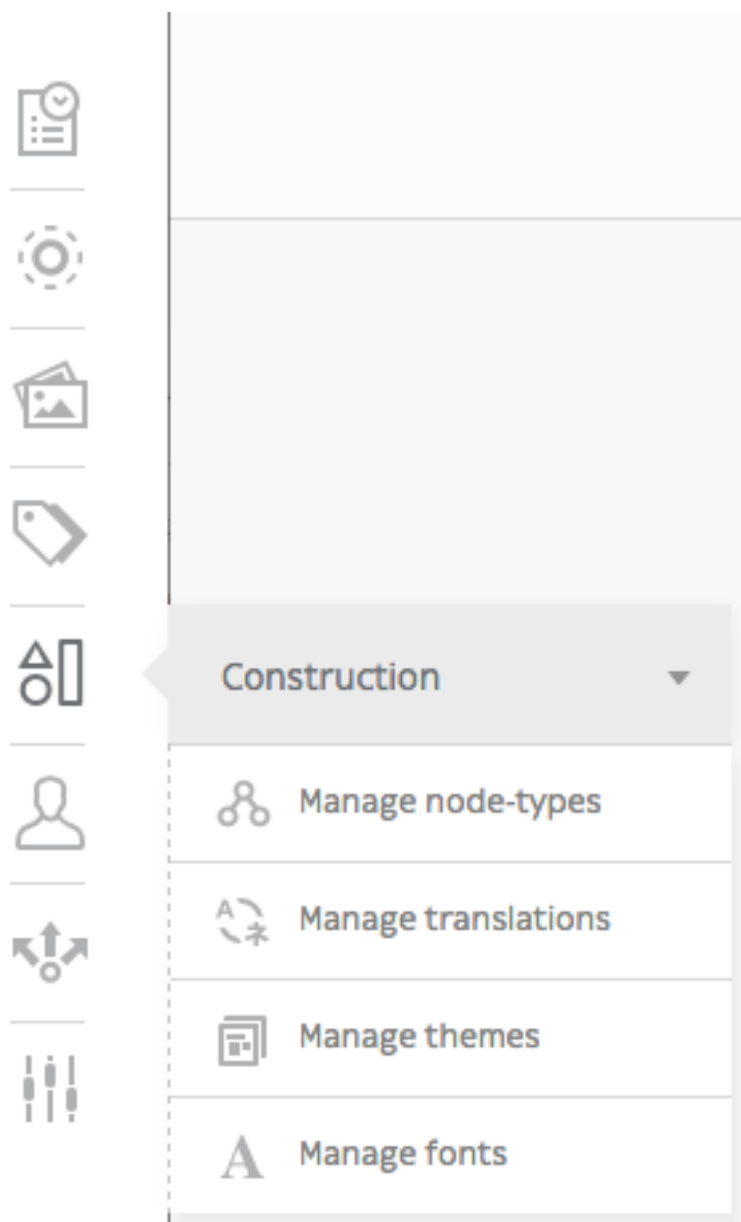 Construction
Manage node-types
Manage translations
Manage themes
Manage fonts